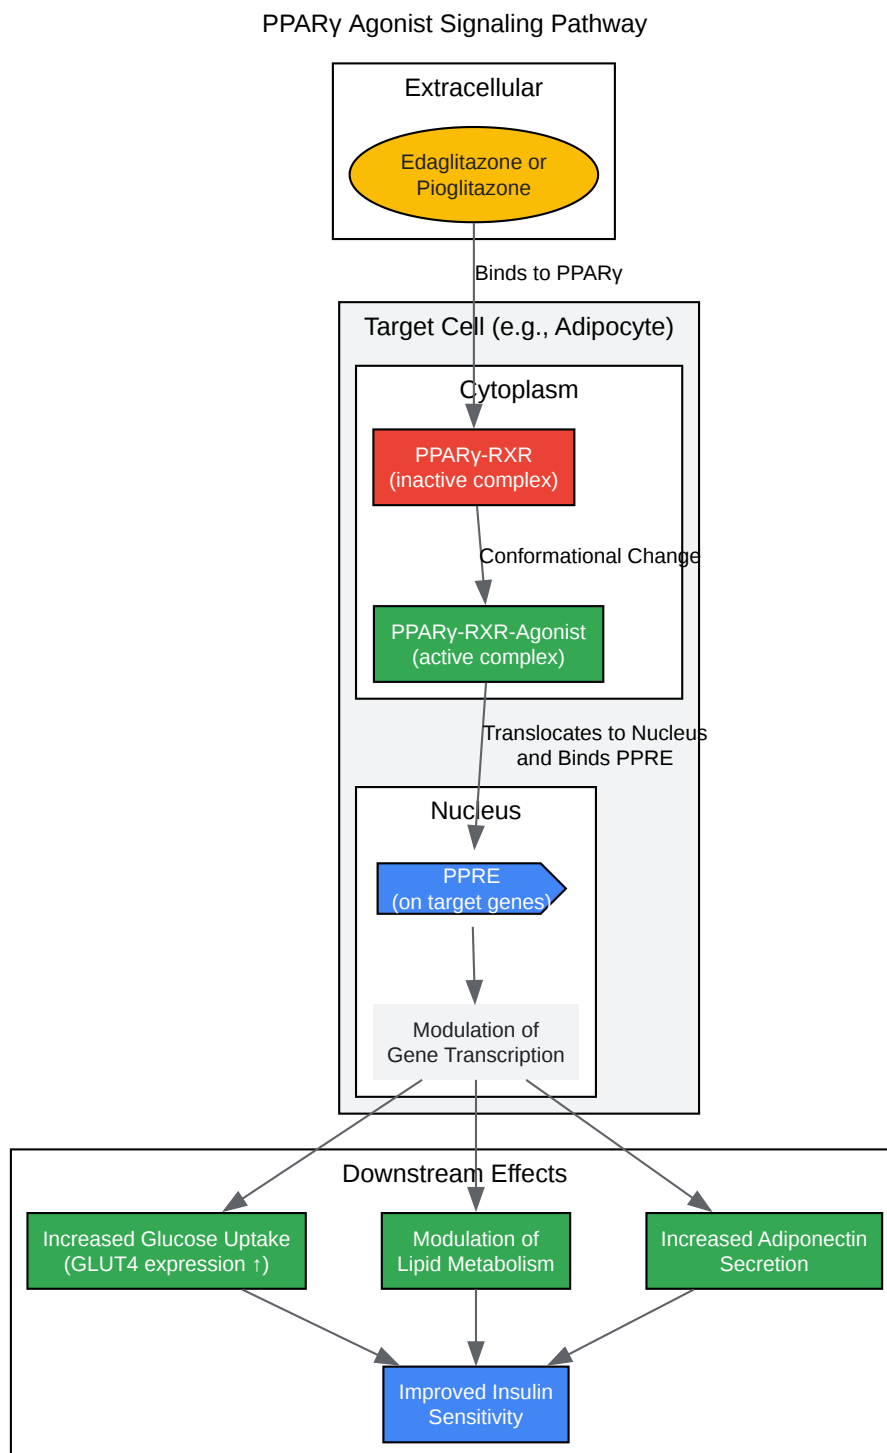 PPARγ Agonist Signaling Pathway
Extracellular
Edaglitazone or
Pioglitazone
Binds to PPARγ
Target Cell (e.g., Adipocyte)
Cytoplasm
PPARγ-RXR
(inactive complex)
Conformational Change
PPARγ-RXR-Agonist
(active complex)
Translocates to Nucleus
and Binds PPRE
Nucleus
PPRE
(on target genes)
Modulation of
Gene Transcription
Downstream Effects
Increased Glucose Uptake
(GLUT4 expression ↑)
Modulation of
Lipid Metabolism
Increased Adiponectin
Secretion
Improved Insulin
Sensitivity